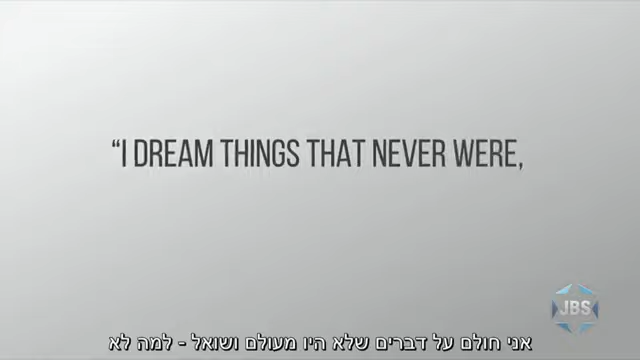 “I DREAM THINGS THAT NEVER WERE,
JBS
אני חולם על דברים שלא היו מעולם ושואל - למה לא